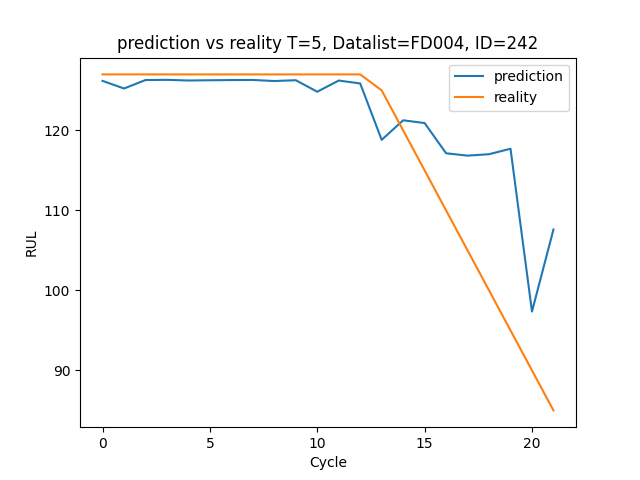 prediction vs reality T=5, Datalist=FD004, ID=242
prediction
reality
RUL
120
110
100
90
0
5
10
15
20
Cycle